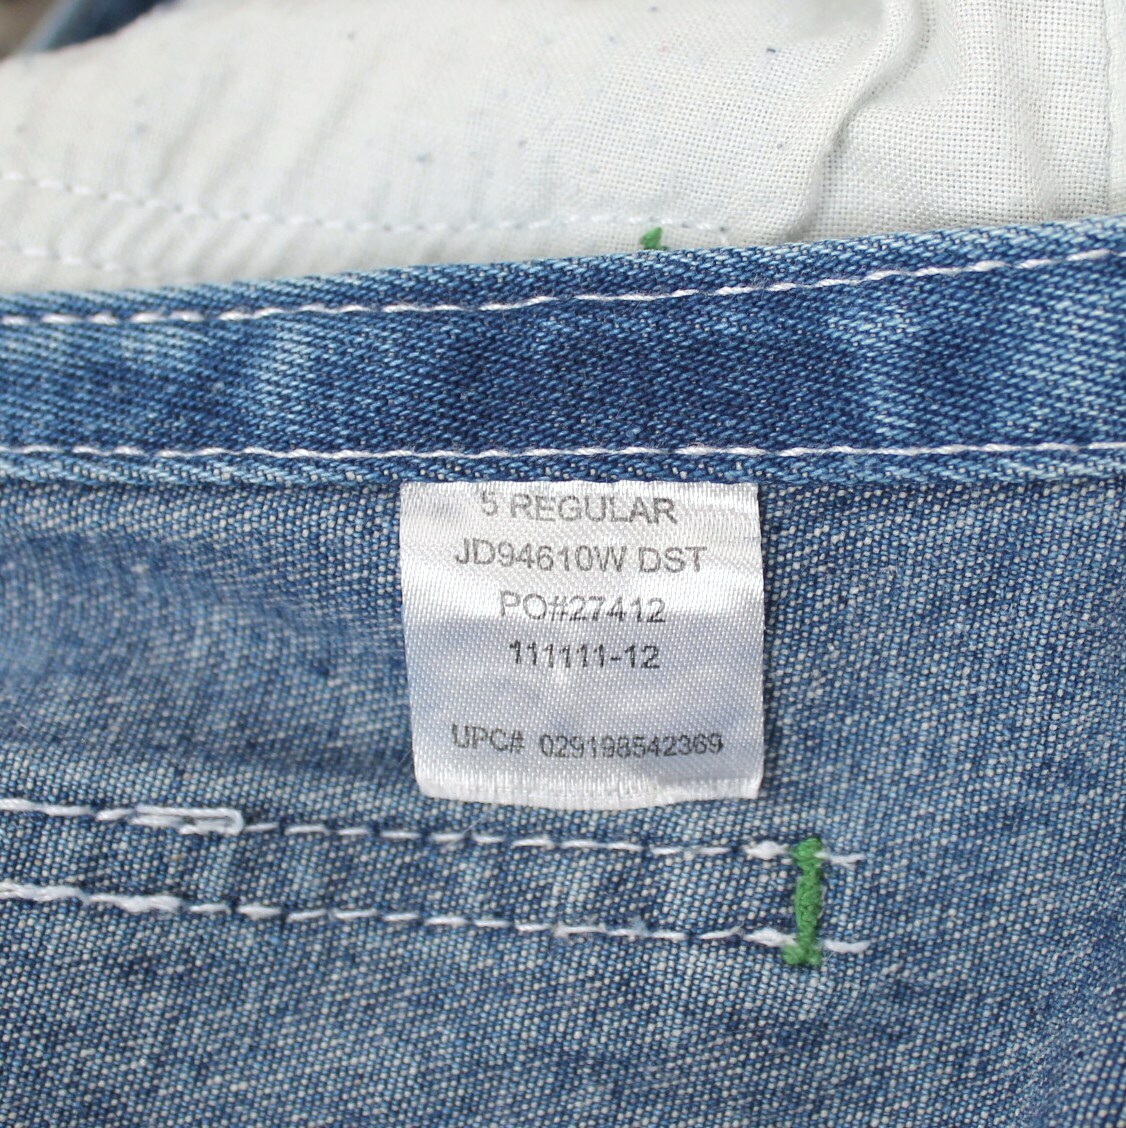 5 REGULAR
JD94610W DST
PO#27412
111111-12
UPC# 029198542369